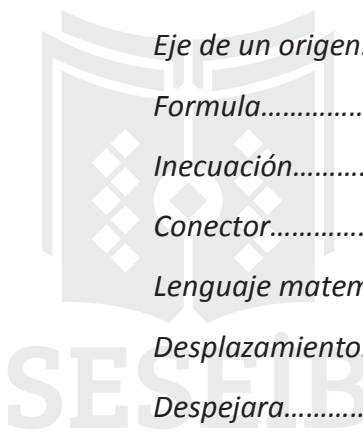 Eje de un origen.
Formula……………
Inecuación………..
Conector…………..
Lenguaje matem
Desplazamiento.
Despejara………….
SESEIB